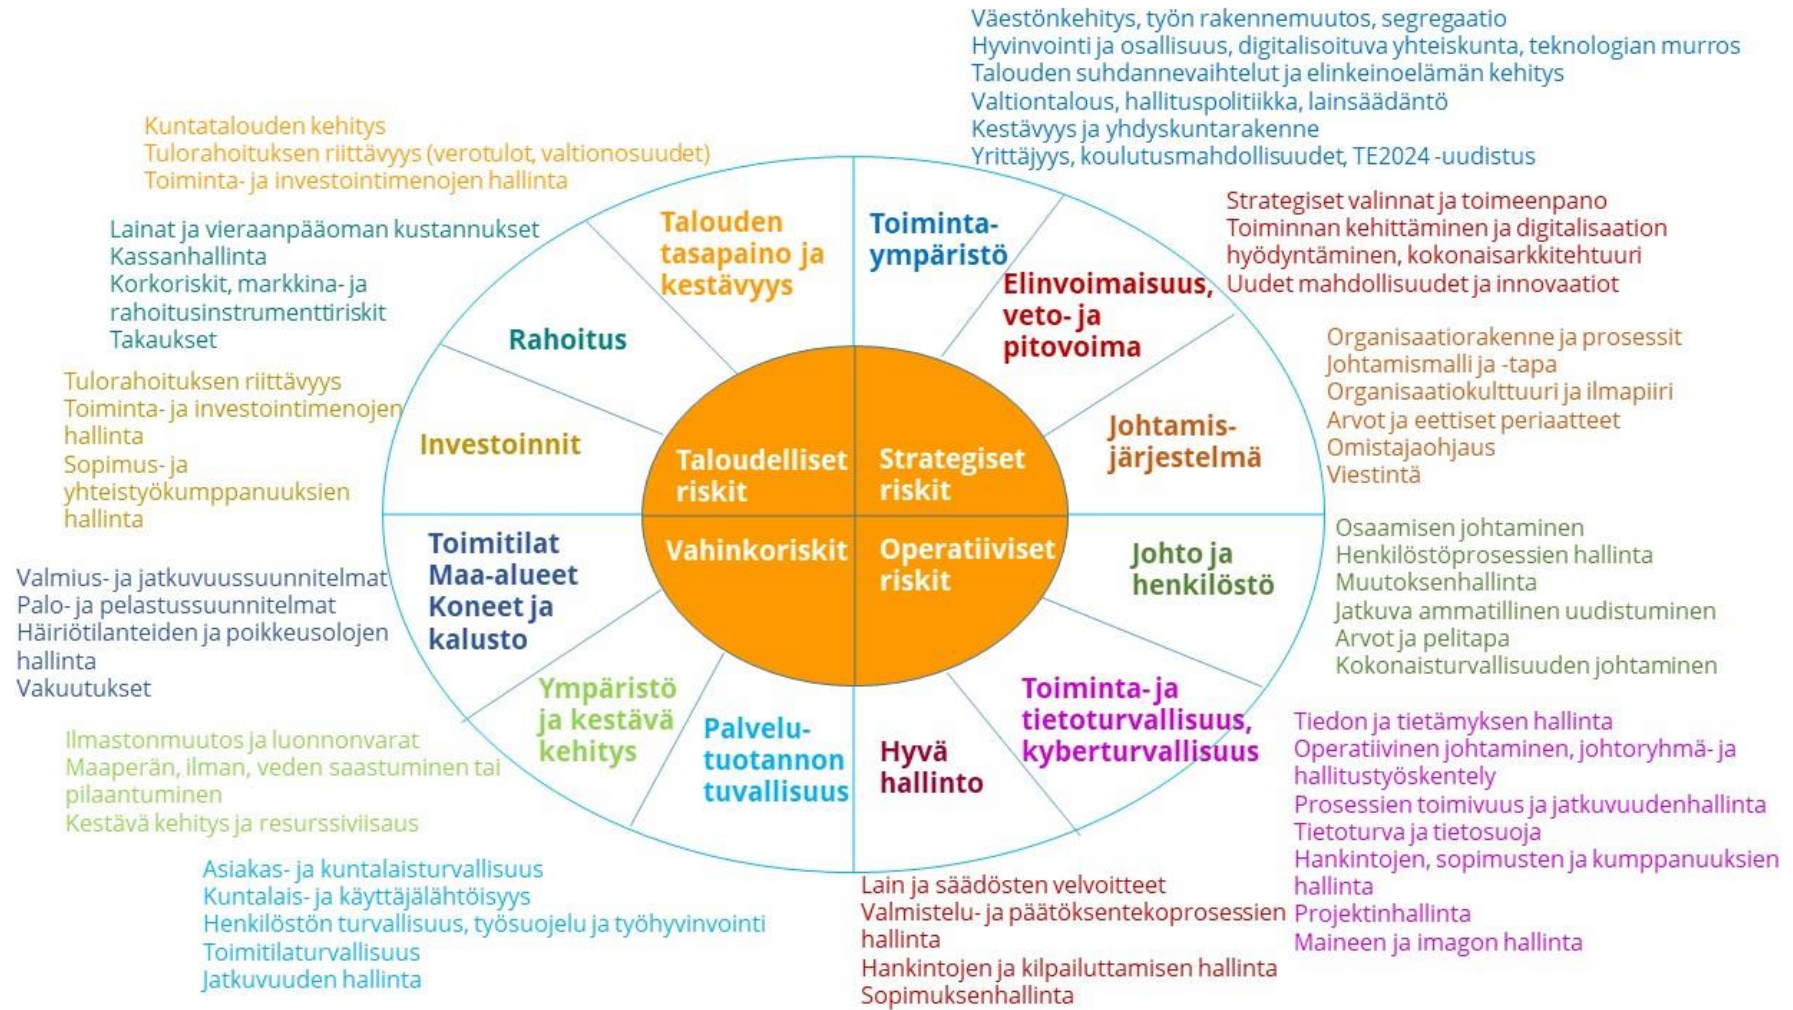 Väestönkehitys, työn rakennemuutos, segregaatio
Hyvinvointi ja osallisuus, digitalisoituva yhteiskunta, teknologian murros
Talouden suhdannevaihtelut ja elinkeinoelämän kehitys
Valtiontalous, hallituspolitiikka, lainsäädäntö
Kestävyys ja yhdyskuntarakenne
Yrittäjyys, koulutusmahdollisuudet, TE2024 -uudistus
Kuntatalouden kehitys
Tulorahoituksen riittävyys (verotulot, valtionosuudet)
Toiminta- ja investointimenojen hallinta
Lainat ja vieraanpääoman kustannukset
Kassanhallinta
Korkoriskit, markkina- ja
rahoitusinstrumenttiriskit
Takaukset
Tulorahoituksen riittävyys
Toiminta- ja investointimenojen
hallinta
Sopimus- ja
yhteistyökumppanuuksien
hallinta
Valmius- ja jatkuvuussuunnitelmat
Palo- ja pelastussuunnitelmat
Häiriötilanteiden ja poikkeusolojen
hallinta
Vakuutukset
Ilmastonmuutos ja luonnonvarat
Maaperän, ilman, veden saastuminen tai
pilaantuminen
Kestävä kehitys ja resurssiviisaus
Asiakas- ja kuntalaisturvallisuus
Kuntalais- ja käyttäjälähtöisyys
Henkilöstön turvallisuus, työsuojelu ja työhyvinvointi
Toimitilaturvallisuus
Jatkuvuuden hallinta
Talouden
tasapaino ja
kestävyys
Toiminta-
ympäristö
Elinvoimaisuus,
veto- ja
pitovoima
Rahoitus
Investoinnit
Johtamis-
järjestelmä
Taloudelliset
riskit
Strategiset
riskit
Vahinkoriskit
Operatiiviset
riskit
Toimitilat
Maa-alueet
Koneet ja
kalusto
Johto ja
henkilöstö
Ympäristö
ja kestävä
kehitys
Palvelu-
tuotannon
tuvallisuus
Hyvä
hallinto
Toiminta- ja
tietoturvallisuus,
kyberturvallisuus
Strategiset valinnat ja toimeenpano
Toiminnan kehittäminen ja digitalisaation
hyödyntäminen, kokonaisarkkitehtuuri
Uudet mahdollisuudet ja innovaatiot
Organisaatiorakenne ja prosessit
Johtamismalli ja -tapa
Organisaatiokulttuuri ja ilmapiiri
Arvot ja eettiset periaatteet
Omistajaohjaus
Viestintä
Osaamisen johtaminen
Henkilöstöprosessien hallinta
Muutoksenhallinta
Jatkuva ammatillinen uudistuminen
Arvot ja pelitapa
Kokonaisturvallisuuden johtaminen
Tiedon ja tietämyksen hallinta
Operatiivinen johtaminen, johtoryhmä- ja
hallitustyöskentely
Prosessien toimivuus ja jatkuvuudenhallinta
Tietoturva ja tietosuoja
Hankintojen, sopimusten ja kumppanuuksien
hallinta
Projektinhallinta
Maineen ja imagon hallinta
Lain ja säädösten velvoitteet
Valmistelu- ja päätöksentekoprosessien
hallinta
Hankintojen ja kilpailuttamisen hallinta
Sopimuksenhallinta